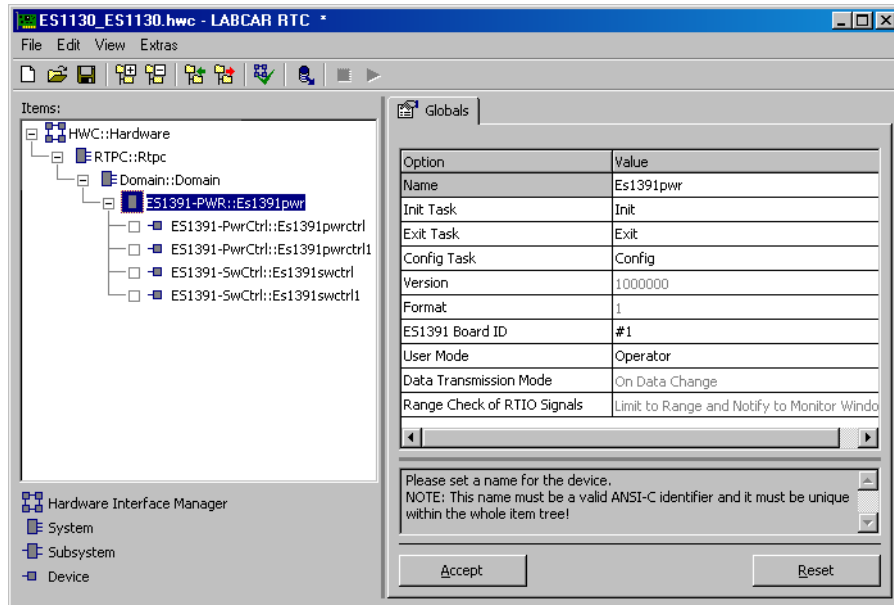 ES1130_ES1130.hwc - LABCAR RTC *
File Edit View Extras
Items:
HWC::Hardware
RTPC::Rtpc
Domain::Domain
ES1391-PWR::Es1391pwr
ES1391-PwrCtrl::Es1391pwrctrl
ES1391-PwrCtrl::Es1391pwrctrl1
ES1391-SwCtrl::Es1391swctrl
ES1391-SwCtrl::Es1391swctrl1
Hardware Interface Manager
System
Subsystem
Device
Globals
Option Value
Name Es1391pwr
Init Task Init
Exit Task Exit
Config Task Config
Version 1000000
Format 1
ES1391 Board ID #1
User Mode Operator
Data Transmission Mode On Data Change
Range Check of RTIO Signals Limit to Range and Notify to Monitor Windo
Please set a name for the device.
NOTE: This name must be a valid ANSI-C identifier and it must be unique
within the whole item tree!
Accept Reset